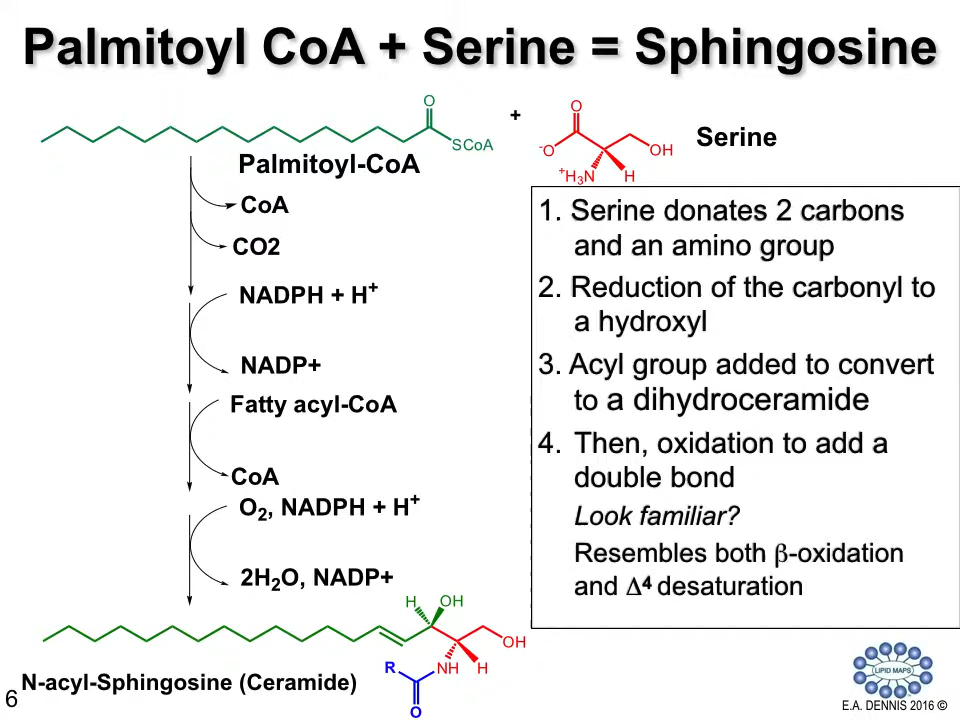 Palmitoyl CoA + Serine = Sphingosine
O
SCoA
+
O
⁻O
OH
⁺H₃N
H
Serine
Palmitoyl-CoA
CoA
CO2
NADPH + H⁺
NADP+
Fatty acyl-CoA
CoA
O₂, NADPH + H⁺
2H₂O, NADP+
1. Serine donates 2 carbons
and an amino group
2. Reduction of the carbonyl to
a hydroxyl
3. Acyl group added to convert
to a dihydroceramide
4. Then, oxidation to add a
double bond
Look familiar?
Resembles both β-oxidation
and Δ⁴ desaturation
H
OH
OH
R
NH
H
O
N-acyl-Sphingosine (Ceramide)
6
LIPID MAPS
E.A. DENNIS 2016 ©